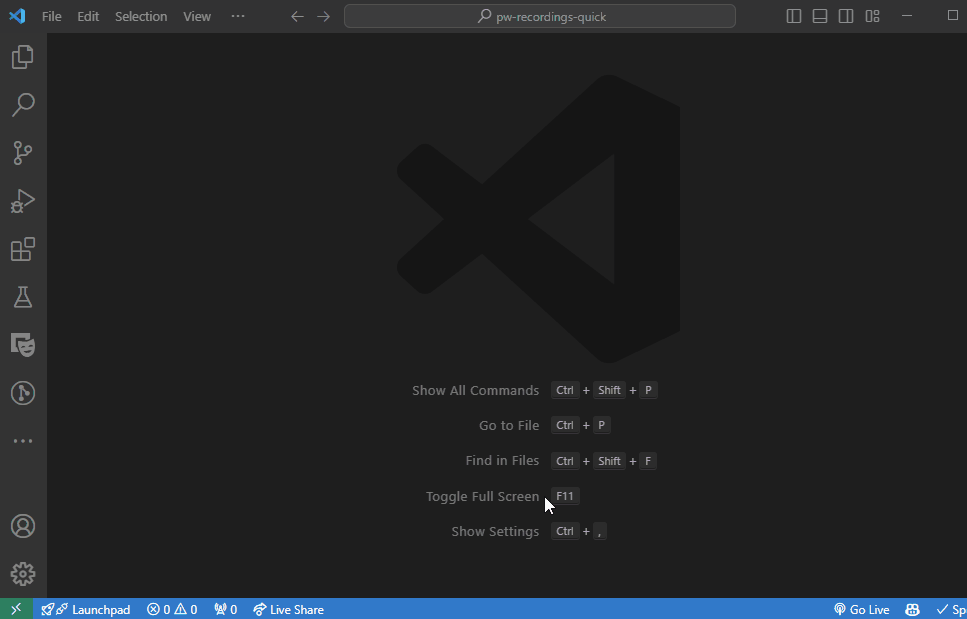 File Edit Selection View ··· pw-recordings-quick
Show All Commands Ctrl + Shift + P
Go to File Ctrl + P
Find in Files Ctrl + Shift + F
Toggle Full Screen F11
Show Settings Ctrl + ,
Launchpad 0 0 0 Live Share Go Live Sp